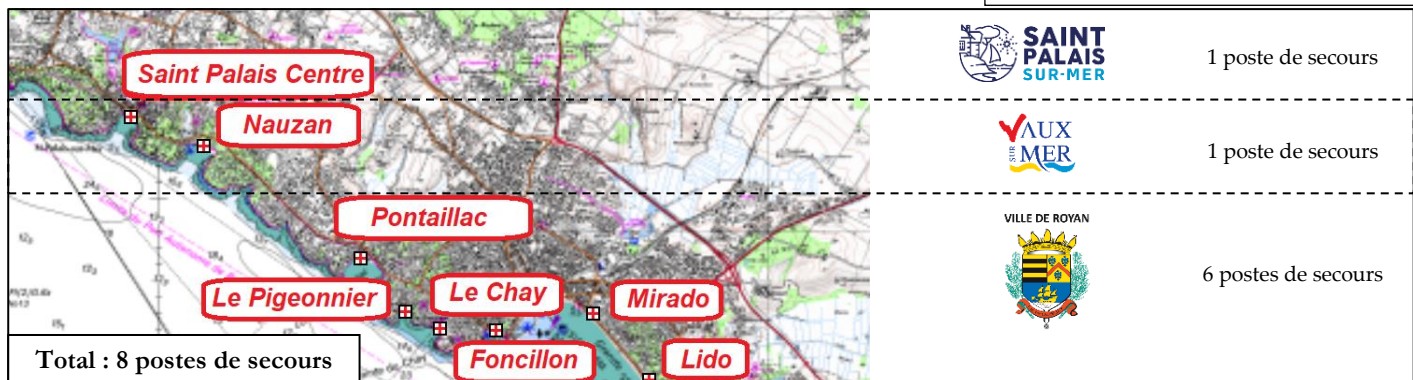 Saint Palais Centre
Nauzan
Pontaillac
Le Pigeonnier
Le Chay
Mirado
Foncillon
Lido
Total : 8 postes de secours
SAINT
PALAIS
SUR-MER
1 poste de secours
VAUX
SUR
MER
1 poste de secours
VILLE DE ROYAN
6 postes de secours